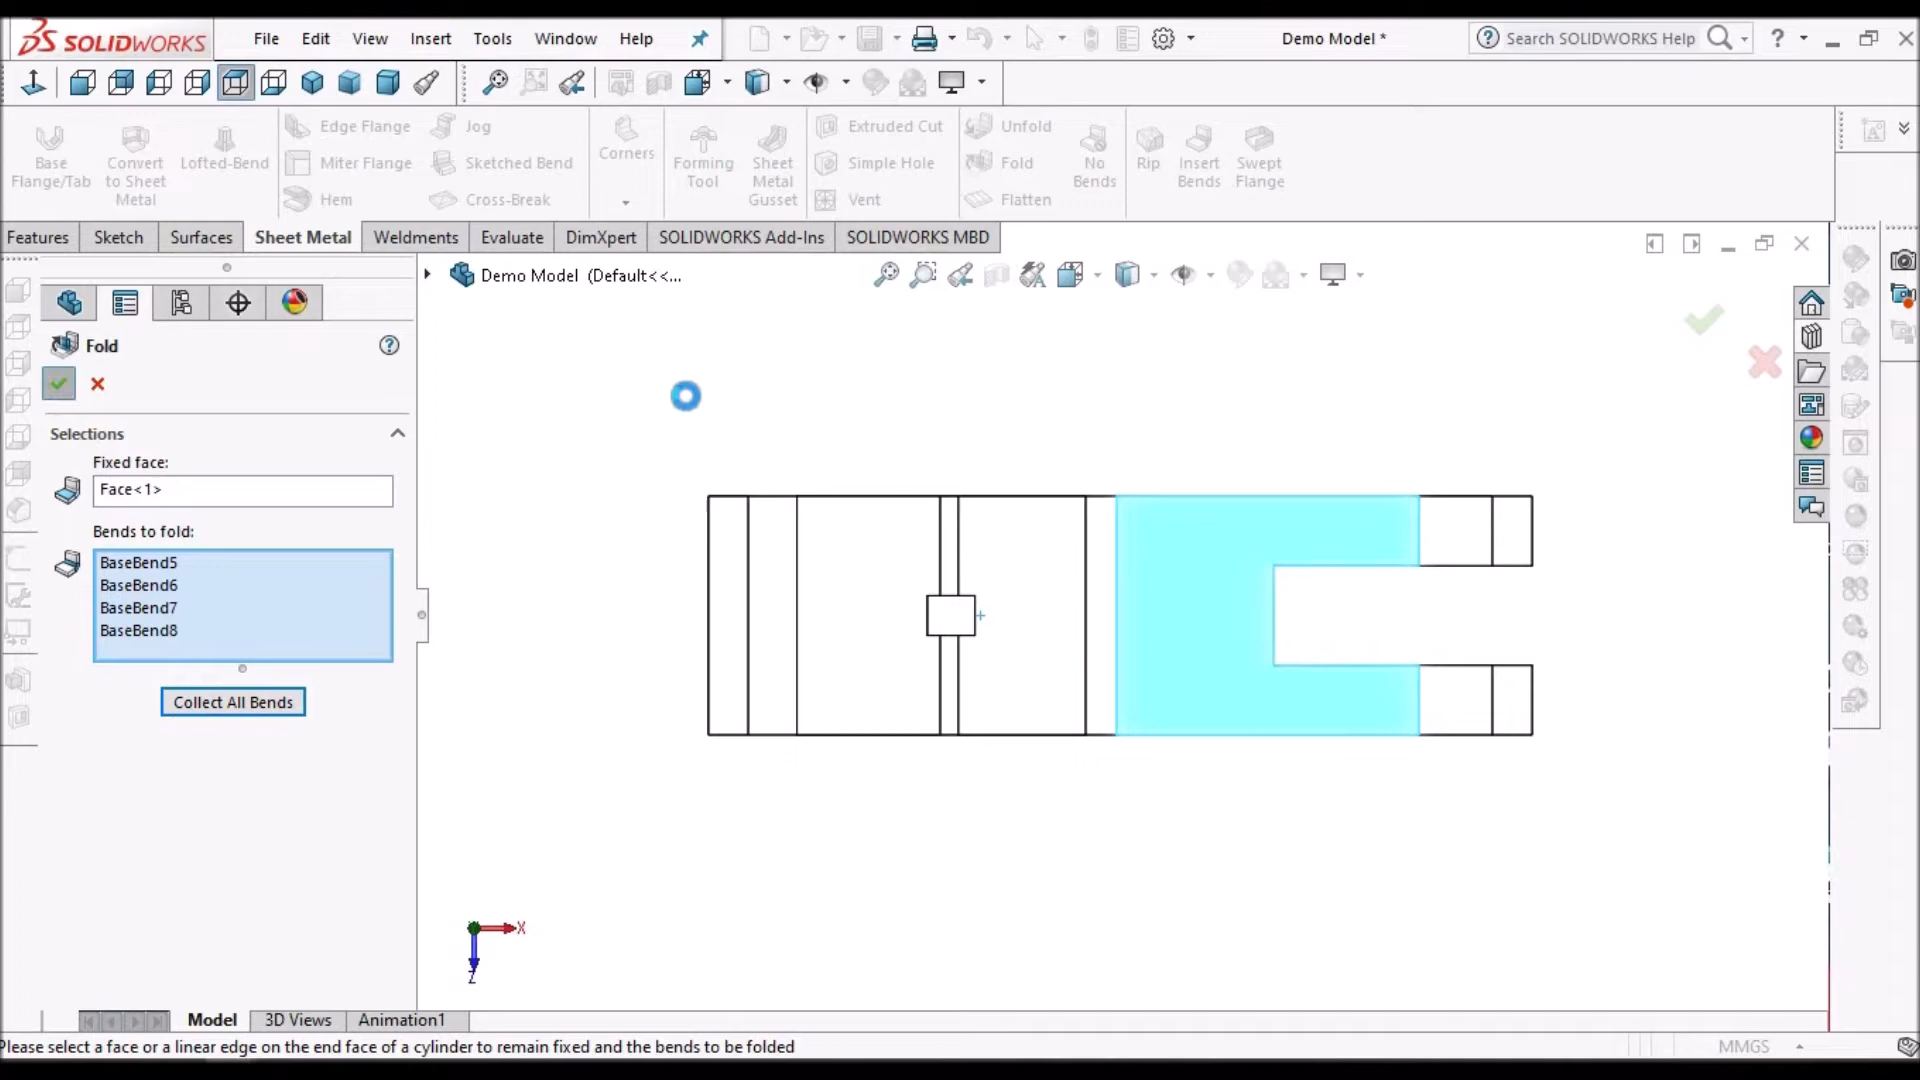 SOLIDWORKS File Edit View Insert Tools Window Help Demo Model * Search SOLIDWORKS Help ?
Base Flange/Tab
Convert to Sheet Metal
Lofted-Bend
Edge Flange
Miter Flange
Hem
Jog
Sketched Bend
Cross-Break
Corners
Forming Tool
Sheet Metal Gusset
Extruded Cut
Simple Hole
Vent
Unfold
Fold
Flatten
No Bends
Rip
Insert Bends
Swept Flange
Features Sketch Surfaces Sheet Metal Weldments Evaluate DimXpert SOLIDWORKS Add-Ins SOLIDWORKS MBD
Demo Model (Default<<...
Fold
Selections
Fixed face:
Face<1>
Bends to fold:
BaseBend5
BaseBend6
BaseBend7
BaseBend8
Collect All Bends
X
Z
Model 3D Views Animation1
Please select a face or a linear edge on the end face of a cylinder to remain fixed and the bends to be folded
MMGS